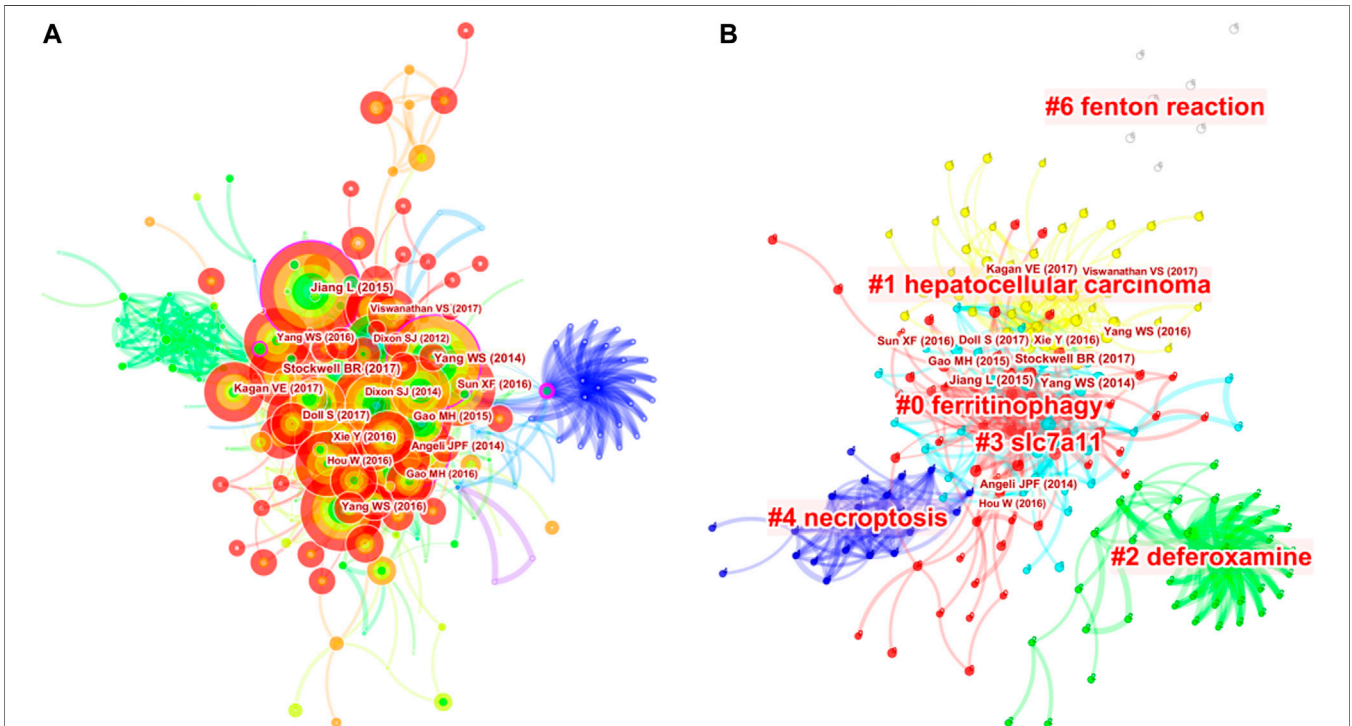 A
Jiang L (2015)
Viswanathan VS (2017)
Yang WS (2016)
Dixon SJ (2012)
Yang WS (2014)
Stockwell BR (2017)
Kagan VE (2017)
Dixon SJ (2014)
Sun XF (2016)
Doll S (2017)
Gao MH (2015)
Xie Y (2016)
Angeli JPF (2014)
Hou W (2016)
Gao MH (2016)
Yang WS (2016)
B
#6 fenton reaction
Kagan VE (2017)
Viswanathan VS (2017)
#1 hepatocellular carcinoma
Yang WS (2016)
Sun XF (2016)
Doll S (2017)
Xie Y (2016)
Gao MH (2015)
Stockwell BR (2017)
Jiang L (2015)
Yang WS (2014)
#0 ferritinophagy
#3 slc7a11
Angeli JPF (2014)
Hou W (2016)
#4 necroptosis
#2 deferoxamine